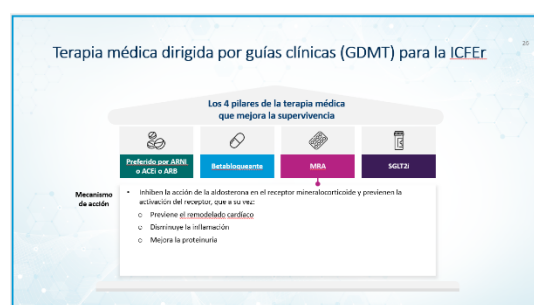 Terapia médica dirigida por guías clínicas (GDMT) para la ICFEr
26
Los 4 pilares de la terapia médica
que mejora la supervivencia
Preferido por ARNI
o ACEi o ARB
Betabloqueante
MRA
SGLT2i
Mecanismo
de acción
• Inhiben la acción de la aldosterona en el receptor mineralocorticoide y previenen la
activación del receptor, que a su vez:
o Previene el remodelado cardíaco
o Disminuye la inflamación
o Mejora la proteinuria